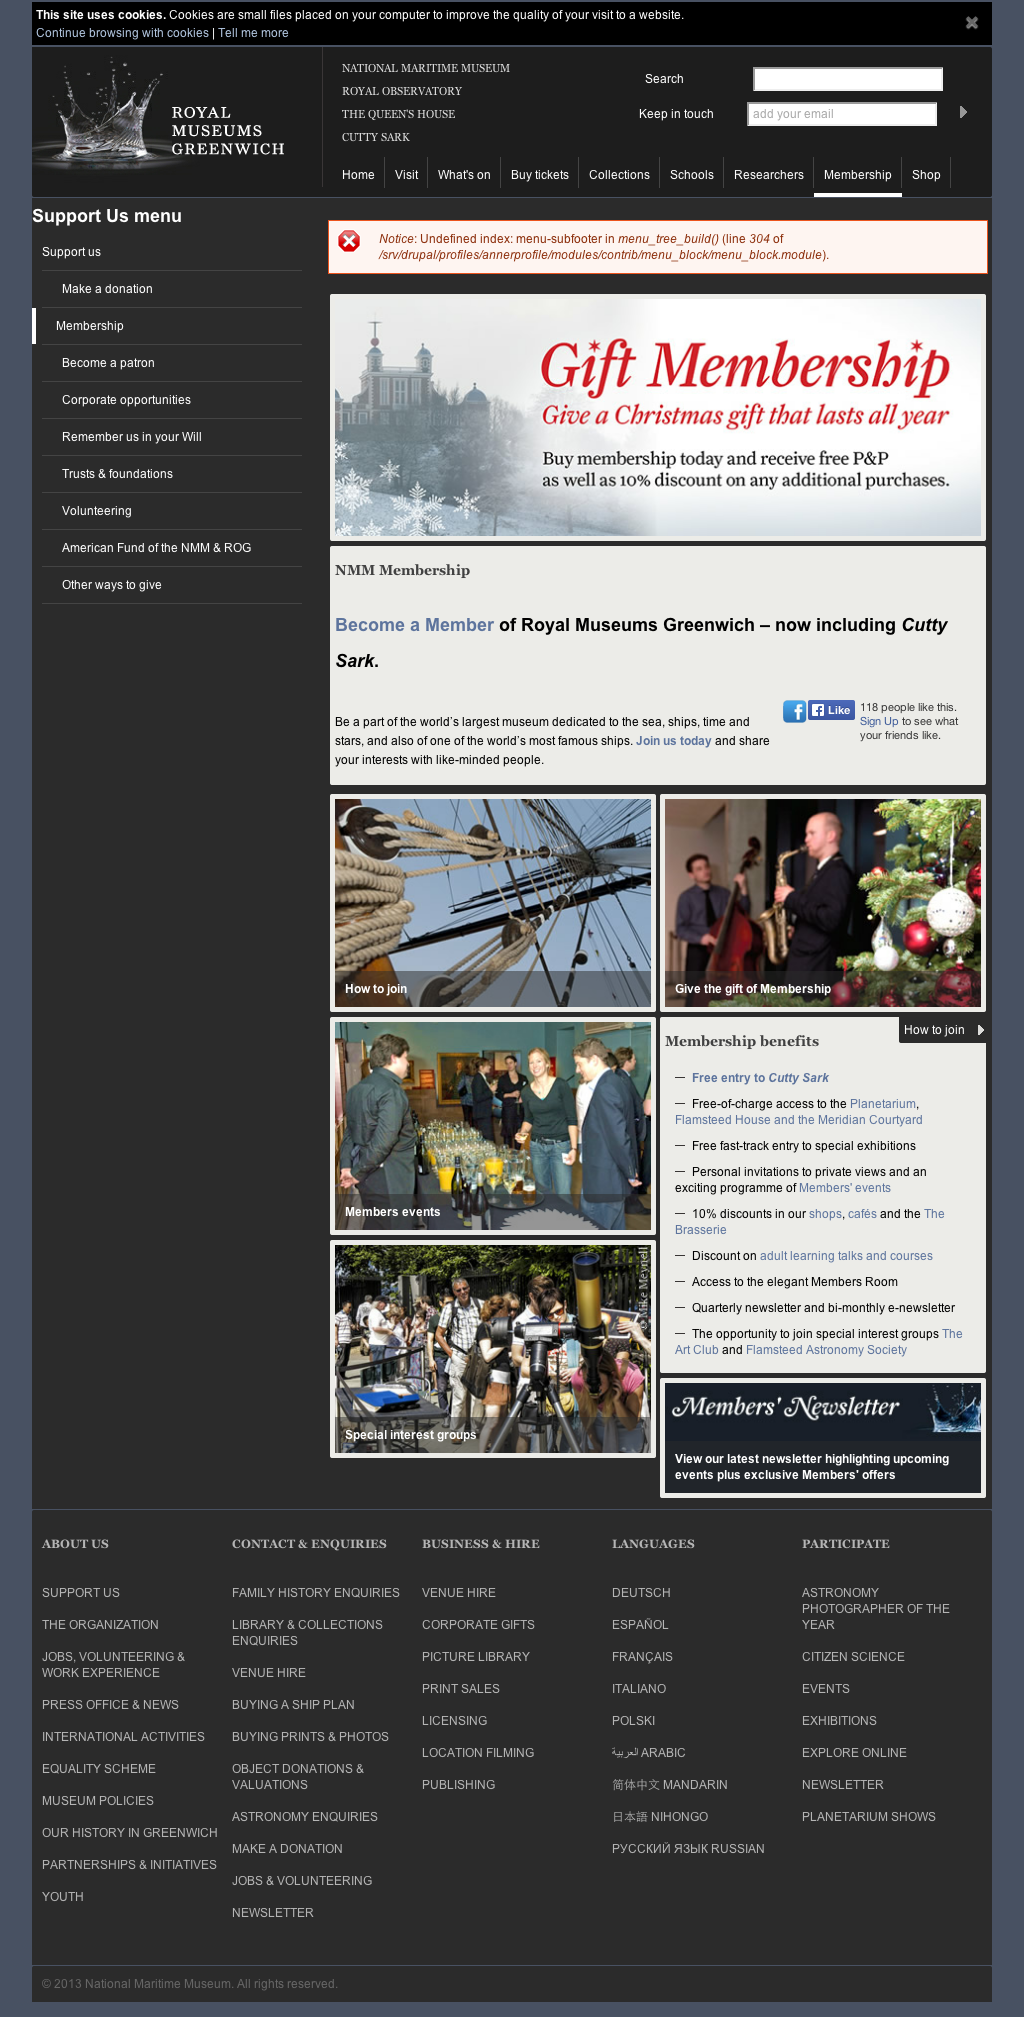 This site uses cookies. Cookies are small files placed on your computer to improve the quality of your visit to a website.
Continue browsing with cookies | Tell me more
ROYAL
MUSEUMS
GREENWICH
NATIONAL MARITIME MUSEUM
ROYAL OBSERVATORY
THE QUEEN'S HOUSE
CUTTY SARK
Search
Keep in touch
add your email
Home
Visit
What's on
Buy tickets
Collections
Schools
Researchers
Membership
Shop
Support Us menu
Support us
Make a donation
Membership
Become a patron
Corporate opportunities
Remember us in your Will
Trusts & foundations
Volunteering
American Fund of the NMM & ROG
Other ways to give
Notice: Undefined index: menu-subfooter in menu_tree_build() (line 304 of
/srv/drupal/profiles/annerprofile/modules/contrib/menu_block/menu_block.module).
Gift Membership
Give a Christmas gift that lasts all year
Buy membership today and receive free P&P
as well as 10% discount on any additional purchases.
NMM Membership
Become a Member of Royal Museums Greenwich – now including Cutty
Sark.
Be a part of the world's largest museum dedicated to the sea, ships, time and
stars, and also of one of the world's most famous ships. Join us today and share
your interests with like-minded people.
Like
118 people like this.
Sign Up to see what
your friends like.
How to join
Give the gift of Membership
Members events
© Mike Meynell
Special interest groups
How to join
Membership benefits
— Free entry to Cutty Sark
— Free-of-charge access to the Planetarium,
Flamsteed House and the Meridian Courtyard
— Free fast-track entry to special exhibitions
— Personal invitations to private views and an
exciting programme of Members' events
— 10% discounts in our shops, cafés and the The
Brasserie
— Discount on adult learning talks and courses
— Access to the elegant Members Room
— Quarterly newsletter and bi-monthly e-newsletter
— The opportunity to join special interest groups The
Art Club and Flamsteed Astronomy Society
Members' Newsletter
View our latest newsletter highlighting upcoming
events plus exclusive Members' offers
ABOUT US
SUPPORT US
THE ORGANIZATION
JOBS, VOLUNTEERING &
WORK EXPERIENCE
PRESS OFFICE & NEWS
INTERNATIONAL ACTIVITIES
EQUALITY SCHEME
MUSEUM POLICIES
OUR HISTORY IN GREENWICH
PARTNERSHIPS & INITIATIVES
YOUTH
CONTACT & ENQUIRIES
FAMILY HISTORY ENQUIRIES
LIBRARY & COLLECTIONS
ENQUIRIES
VENUE HIRE
BUYING A SHIP PLAN
BUYING PRINTS & PHOTOS
OBJECT DONATIONS &
VALUATIONS
ASTRONOMY ENQUIRIES
MAKE A DONATION
JOBS & VOLUNTEERING
NEWSLETTER
BUSINESS & HIRE
VENUE HIRE
CORPORATE GIFTS
PICTURE LIBRARY
PRINT SALES
LICENSING
LOCATION FILMING
PUBLISHING
LANGUAGES
DEUTSCH
ESPAÑOL
FRANÇAIS
ITALIANO
POLSKI
العربية ARABIC
简体中文 MANDARIN
日本語 NIHONGO
РУССКИЙ ЯЗЫК RUSSIAN
PARTICIPATE
ASTRONOMY
PHOTOGRAPHER OF THE
YEAR
CITIZEN SCIENCE
EVENTS
EXHIBITIONS
EXPLORE ONLINE
NEWSLETTER
PLANETARIUM SHOWS
© 2013 National Maritime Museum. All rights reserved.